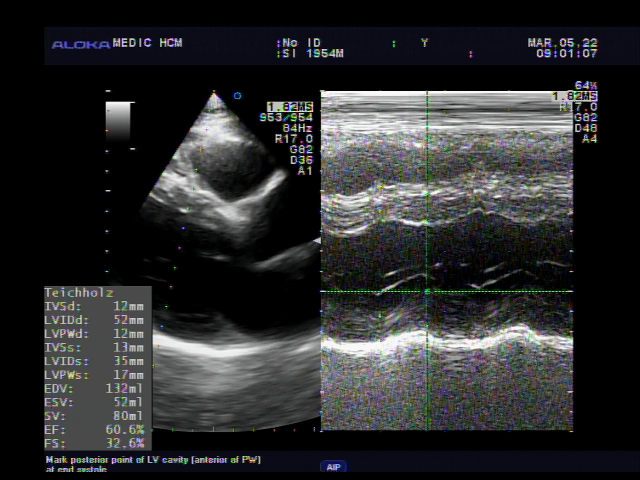 ALOKA MEDIC HCM :No ID : Y MAR.05.22
:SI 1954M : 09:01:07
64%
1.82MS 1.82MS
953/954 R17.0
84Hz G82
R17.0 D48
G82 A4
D36
A1
Teichholz
IVSd: 12mm
LVIDd: 52mm
LVPWd: 12mm
IVSs: 13mm
LVIDs: 35mm
LVPWs: 17mm
EDV: 132ml
ESV: 52ml
SV: 80ml
EF: 60.6%
FS: 32.6%
Mark posterior point of LV cavity (anterior of PW)
at end systole
AIP